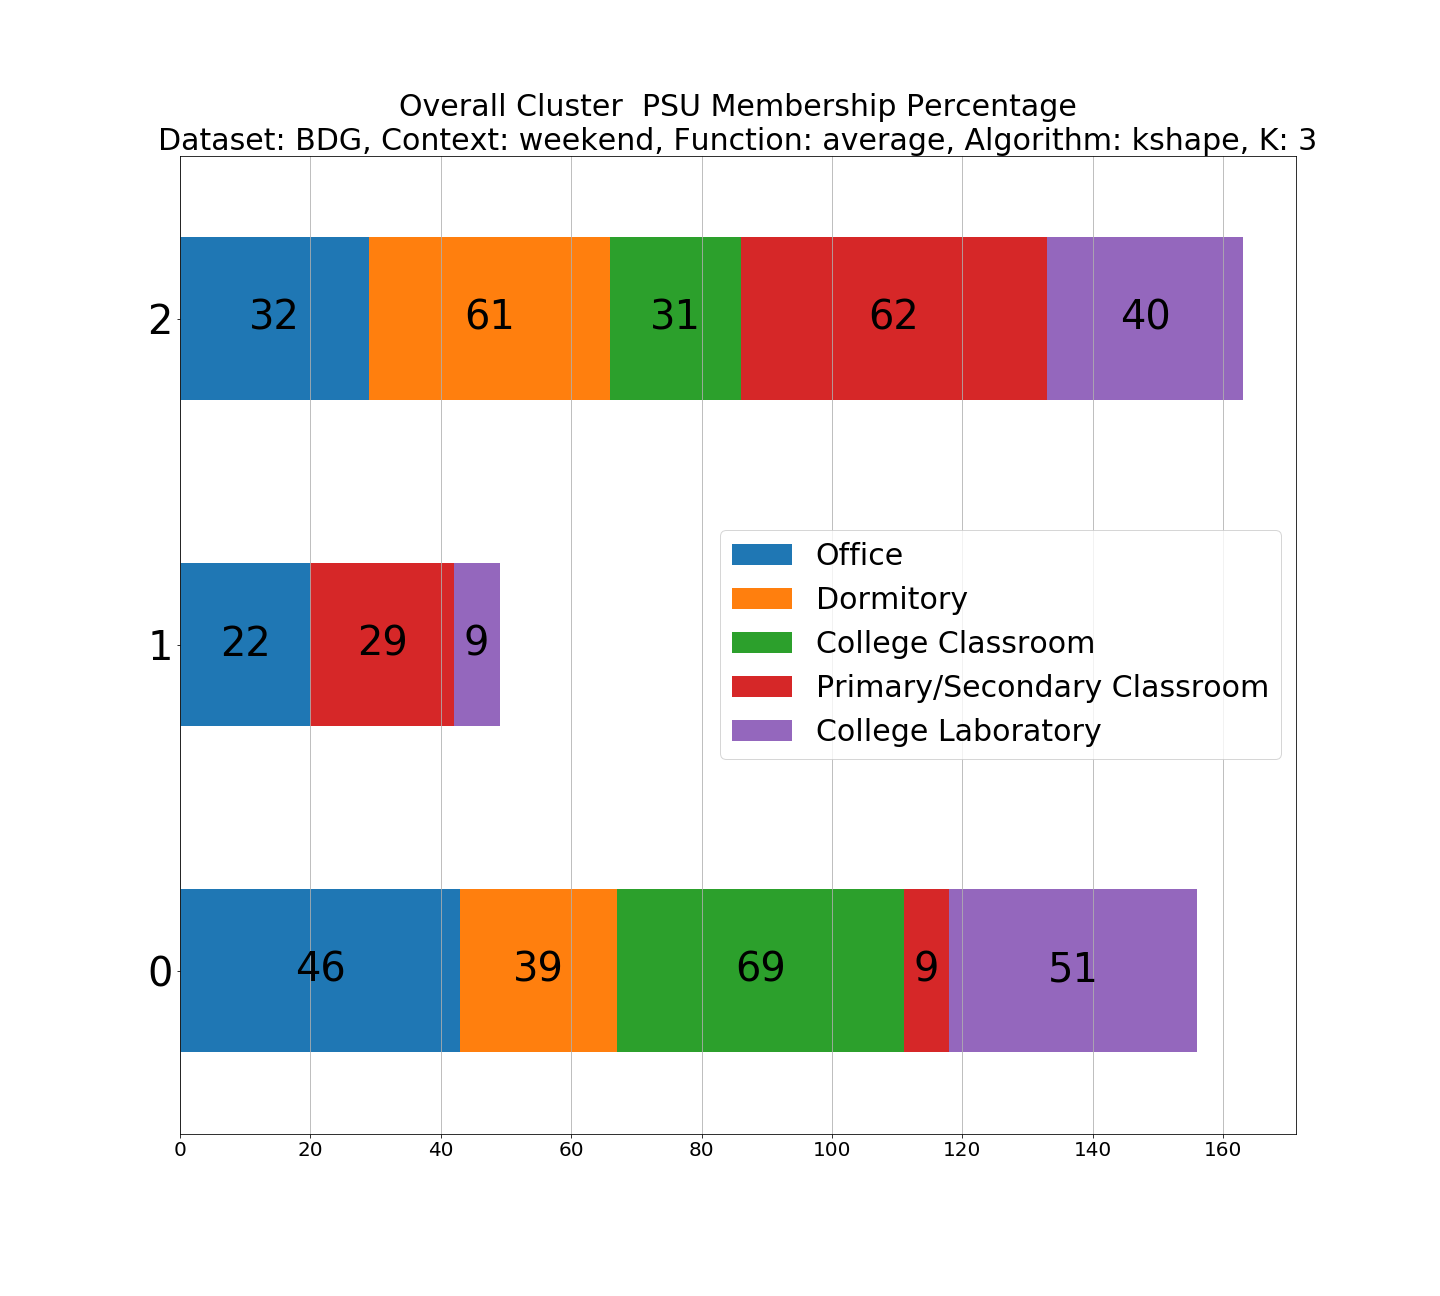 Overall Cluster  PSU Membership Percentage
Dataset: BDG, Context: weekend, Function: average, Algorithm: kshape, K: 3
2
32 61 31 62 40
1
22 29 9
Office
Dormitory
College Classroom
Primary/Secondary Classroom
College Laboratory
0
46 39 69 9 51
0 20 40 60 80 100 120 140 160